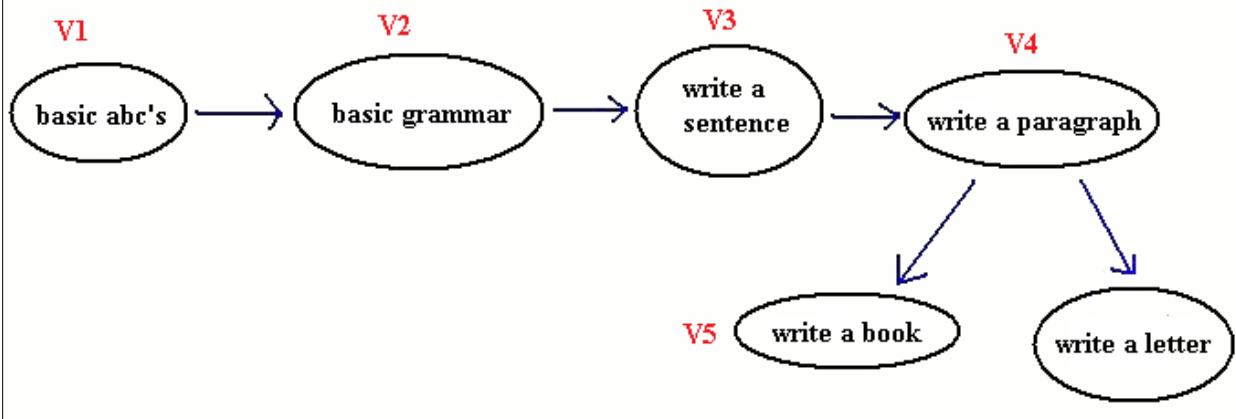 V1
V2
V3
V4
basic abc's
basic grammar
write a
sentence
write a paragraph
V5
write a book
write a letter